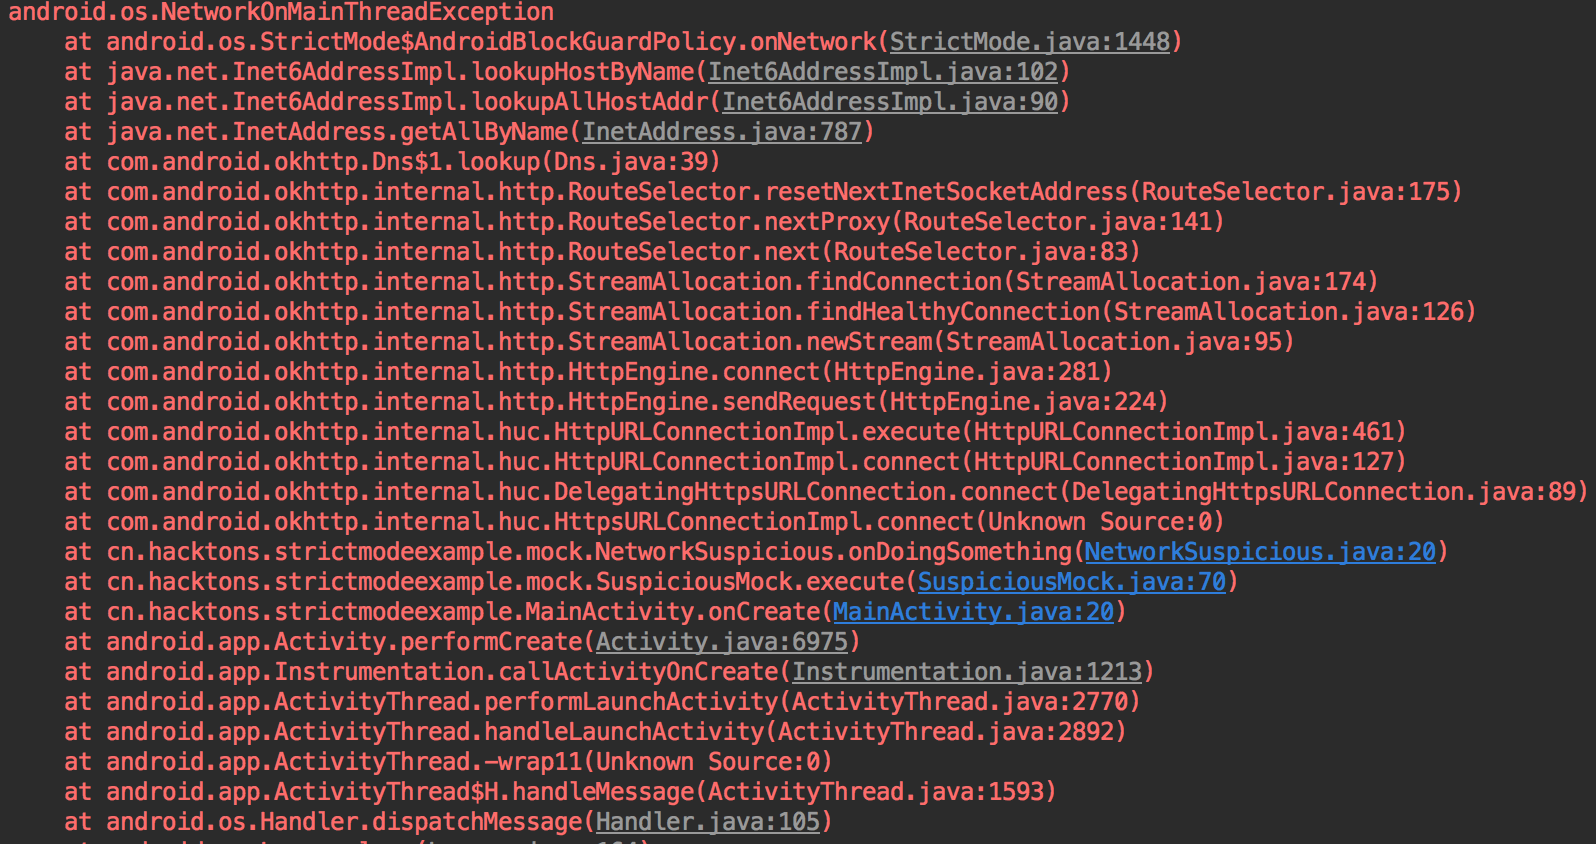 android.os.NetworkOnMainThreadException
at android.os.StrictMode$AndroidBlockGuardPolicy.onNetwork(StrictMode.java:1448)
at java.net.Inet6AddressImpl.lookupHostByName(Inet6AddressImpl.java:102)
at java.net.Inet6AddressImpl.lookupAllHostAddr(Inet6AddressImpl.java:90)
at java.net.InetAddress.getAllByName(InetAddress.java:787)
at com.android.okhttp.Dns$1.lookup(Dns.java:39)
at com.android.okhttp.internal.http.RouteSelector.resetNextInetSocketAddress(RouteSelector.java:175)
at com.android.okhttp.internal.http.RouteSelector.nextProxy(RouteSelector.java:141)
at com.android.okhttp.internal.http.RouteSelector.next(RouteSelector.java:83)
at com.android.okhttp.internal.http.StreamAllocation.findConnection(StreamAllocation.java:174)
at com.android.okhttp.internal.http.StreamAllocation.findHealthyConnection(StreamAllocation.java:126)
at com.android.okhttp.internal.http.StreamAllocation.newStream(StreamAllocation.java:95)
at com.android.okhttp.internal.http.HttpEngine.connect(HttpEngine.java:281)
at com.android.okhttp.internal.http.HttpEngine.sendRequest(HttpEngine.java:224)
at com.android.okhttp.internal.huc.HttpURLConnectionImpl.execute(HttpURLConnectionImpl.java:461)
at com.android.okhttp.internal.huc.HttpURLConnectionImpl.connect(HttpURLConnectionImpl.java:127)
at com.android.okhttp.internal.huc.DelegatingHttpsURLConnection.connect(DelegatingHttpsURLConnection.java:89)
at com.android.okhttp.internal.huc.HttpsURLConnectionImpl.connect(Unknown Source:0)
at cn.hacktons.strictmodeexample.mock.NetworkSuspicious.onDoingSomething(NetworkSuspicious.java:20)
at cn.hacktons.strictmodeexample.mock.SuspiciousMock.execute(SuspiciousMock.java:70)
at cn.hacktons.strictmodeexample.MainActivity.onCreate(MainActivity.java:20)
at android.app.Activity.performCreate(Activity.java:6975)
at android.app.Instrumentation.callActivityOnCreate(Instrumentation.java:1213)
at android.app.ActivityThread.performLaunchActivity(ActivityThread.java:2770)
at android.app.ActivityThread.handleLaunchActivity(ActivityThread.java:2892)
at android.app.ActivityThread.-wrap11(Unknown Source:0)
at android.app.ActivityThread$H.handleMessage(ActivityThread.java:1593)
at android.os.Handler.dispatchMessage(Handler.java:105)